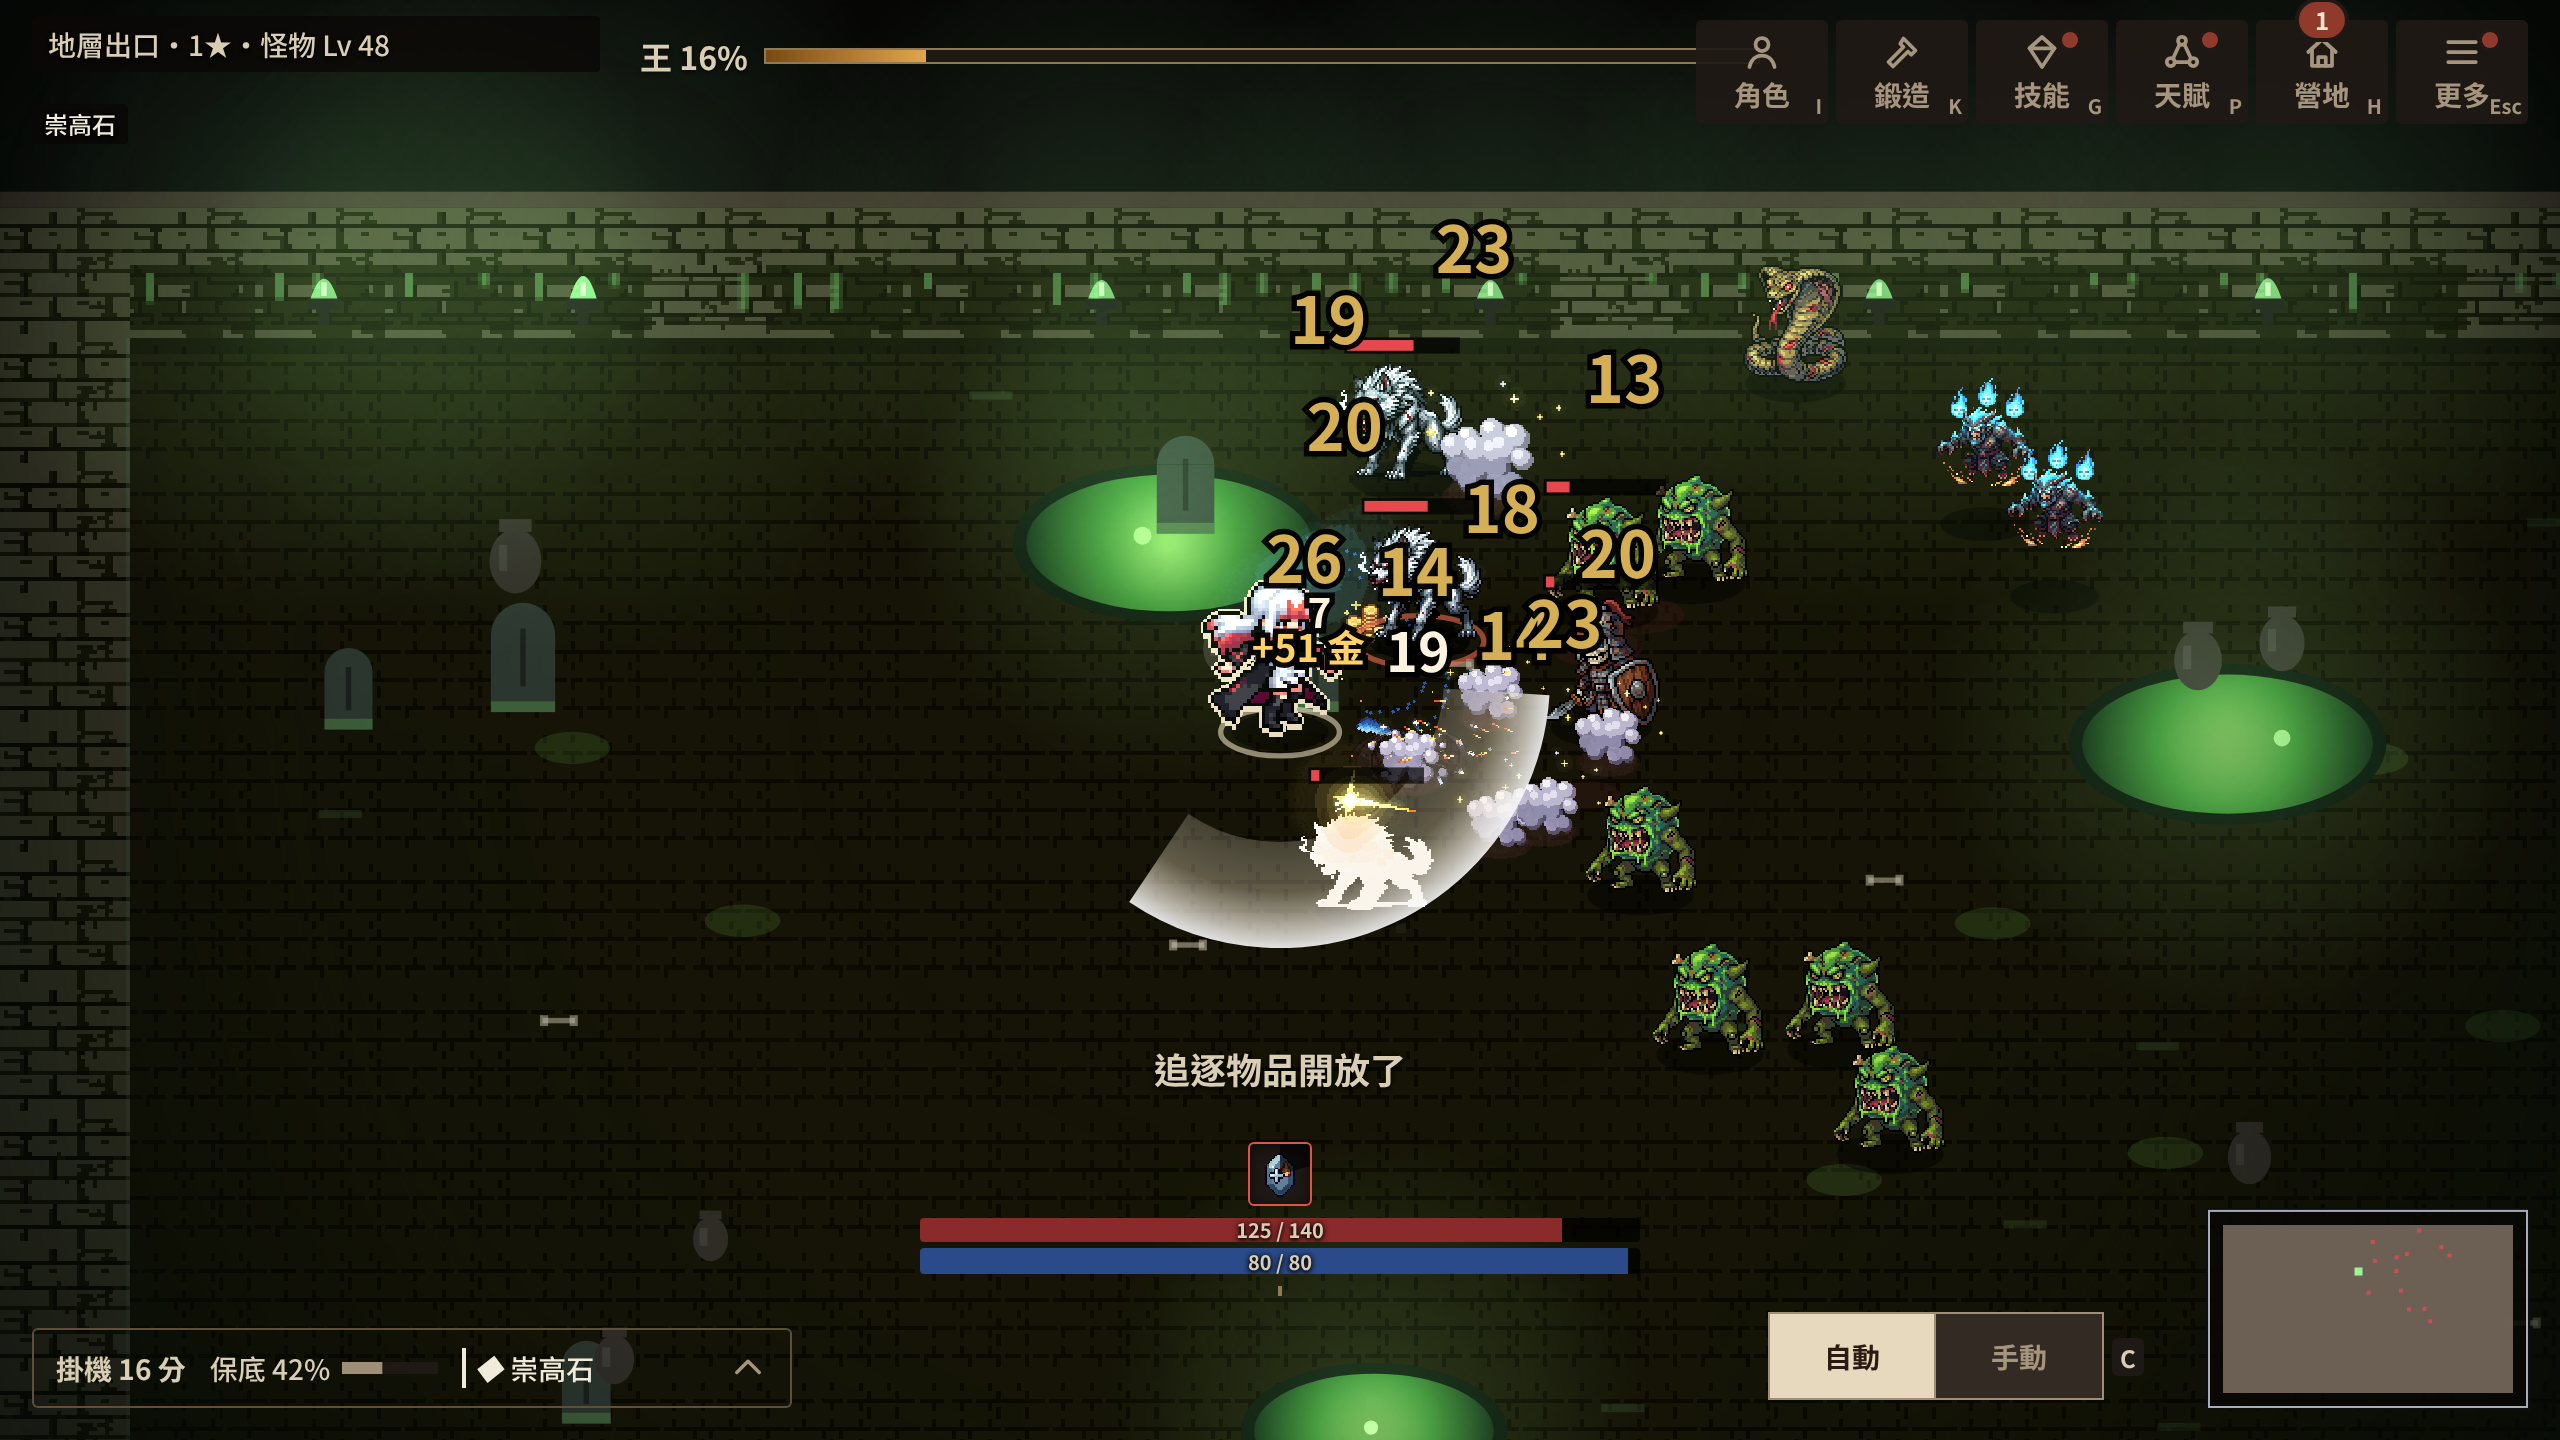 地層出口・1★・怪物 Lv 48
王 16%
1
角色 I
鍛造 K
技能 G
天賦 P
營地 H
更多 Esc
崇高石
23
19
13
20
18
26
14
20
7
23
+51 金
19
追逐物品開放了
125 / 140
80 / 80
掛機 16 分
保底 42%
崇高石
自動
手動
C